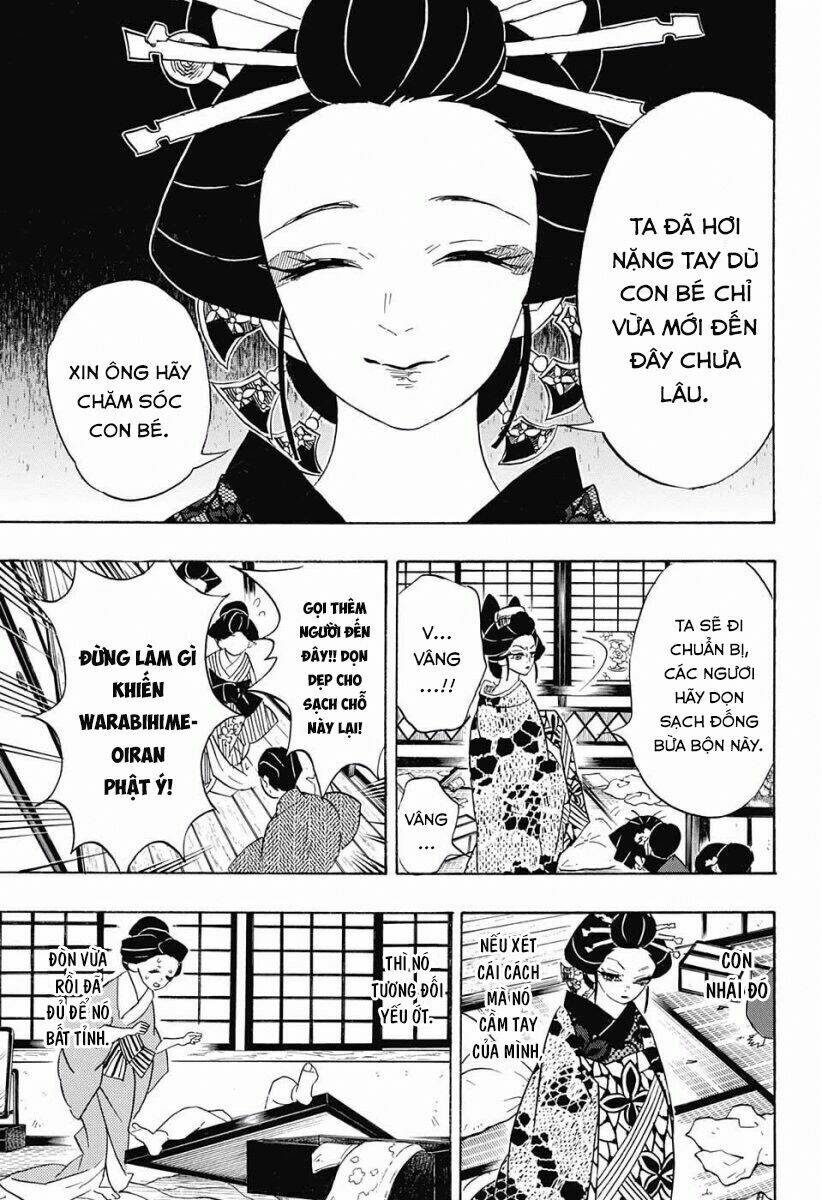 TA ĐÃ HƠI
NẶNG TAY DÙ
CON BÉ CHỈ
VỪA MỚI ĐẾN
ĐÂY CHƯA
LÂU.
XIN ÔNG HÃY
CHĂM SÓC
CON BÉ.
TA SẼ ĐI
CHUẨN BỊ,
CÁC NGƯƠI
HÃY DỌN
SẠCH ĐỐNG
BỪA BỘN NÀY.
V...
VÂNG
...!!
VÂNG
...
GỌI THÊM
NGƯỜI ĐẾN
ĐÂY!! DỌN
DẸP CHO
SẠCH CHỖ
NÀY LẠI!
ĐỪNG LÀM GÌ
KHIẾN
WARABIHIME-
OIRAN
PHẬT Ý!
CON
NHÃI ĐÓ
NẾU XÉT
CÁI CÁCH
MÀ NÓ
CẦM TAY
CỦA MÌNH,
THÌ NÓ
TƯƠNG ĐỐI
YẾU ỚT.
ĐÒN VỪA
RỒI ĐÃ
ĐỦ ĐỂ NÓ
BẤT TỈNH.